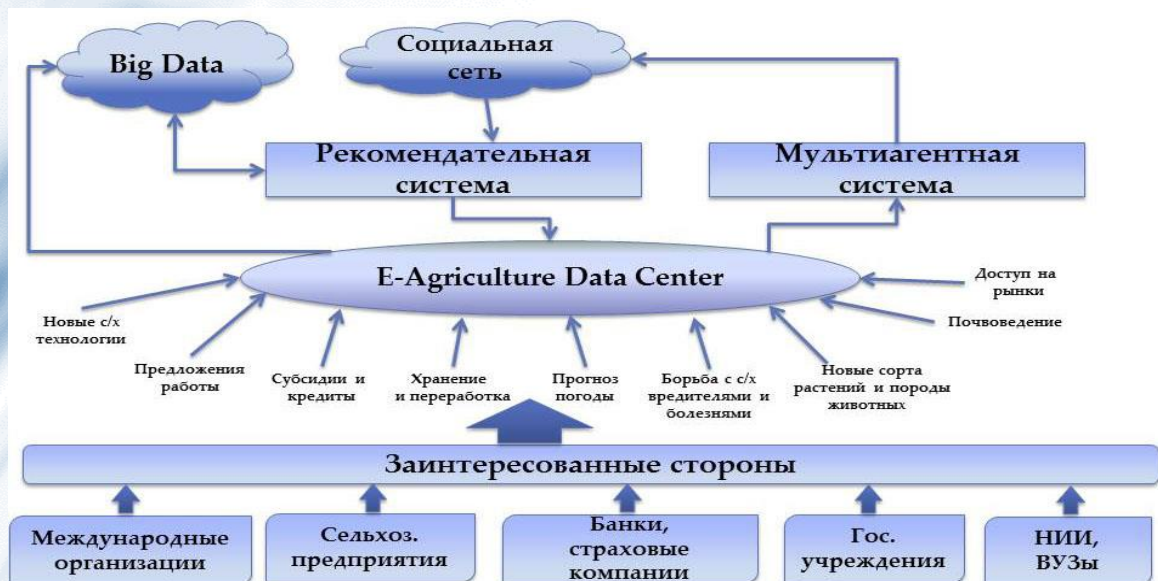 Big Data
Социальная
сеть
Рекомендательная
система
Мультиагентная
система
E-Agriculture Data Center
Новые с/х
технологии
Предложения
работы
Субсидии и
кредиты
Хранение
и переработка
Прогноз
погоды
Борьба с с/х
вредителями и
болезнями
Новые сорта
растений и породы
животных
Почвоведение
Доступ на
рынки
Заинтересованные стороны
Международные
организации
Сельхоз.
предприятия
Банки,
страховые
компании
Гос.
учреждения
НИИ,
ВУЗы